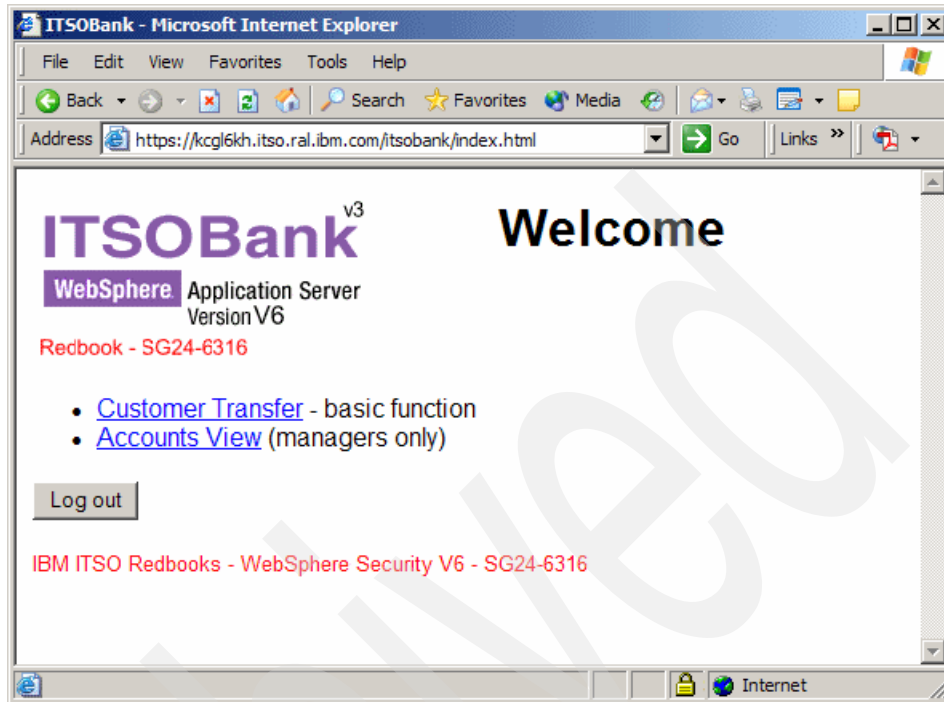 ITSOBank - Microsoft Internet Explorer
File Edit View Favorites Tools Help
Back Search Favorites Media
Address https://kcgl6kh.itso.ral.ibm.com/itsobank/index.html Go Links »
ITSOBank v3 Welcome
WebSphere. Application Server
Version V6
Redbook - SG24-6316
• Customer Transfer - basic function
• Accounts View (managers only)
Log out
IBM ITSO Redbooks - WebSphere Security V6 - SG24-6316
Internet